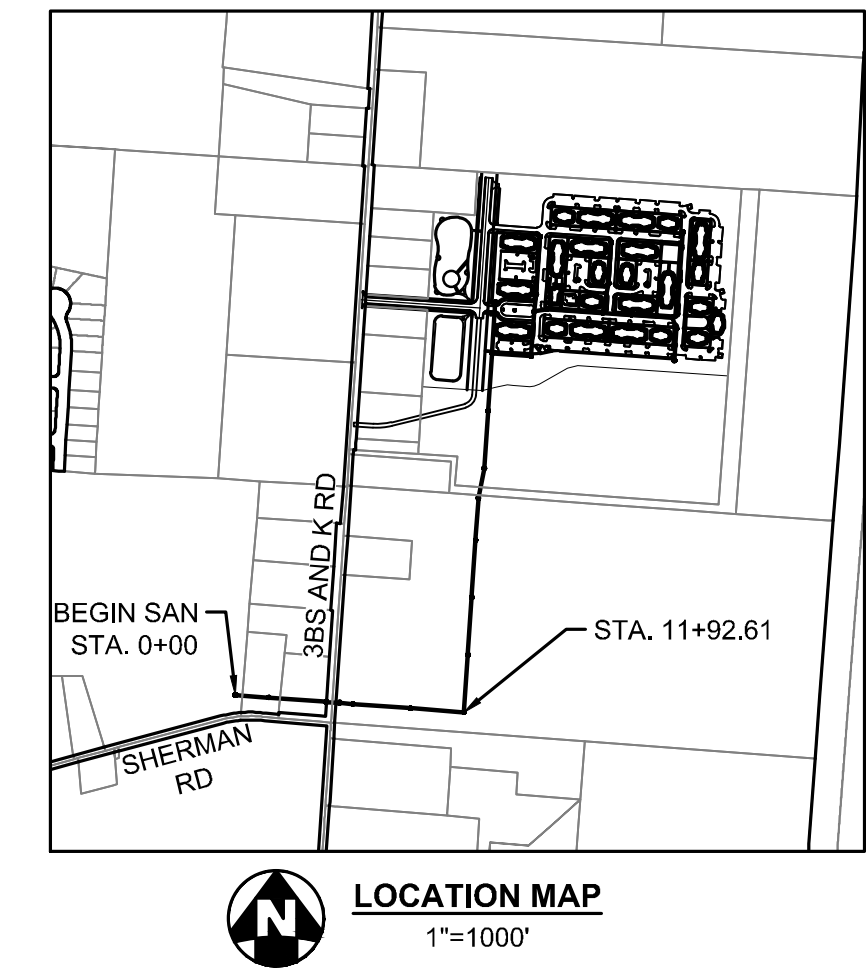 3BS AND K RD
BEGIN SAN
STA. 0+00
STA. 11+92.61
SHERMAN
RD
N
LOCATION MAP
1"=1000'